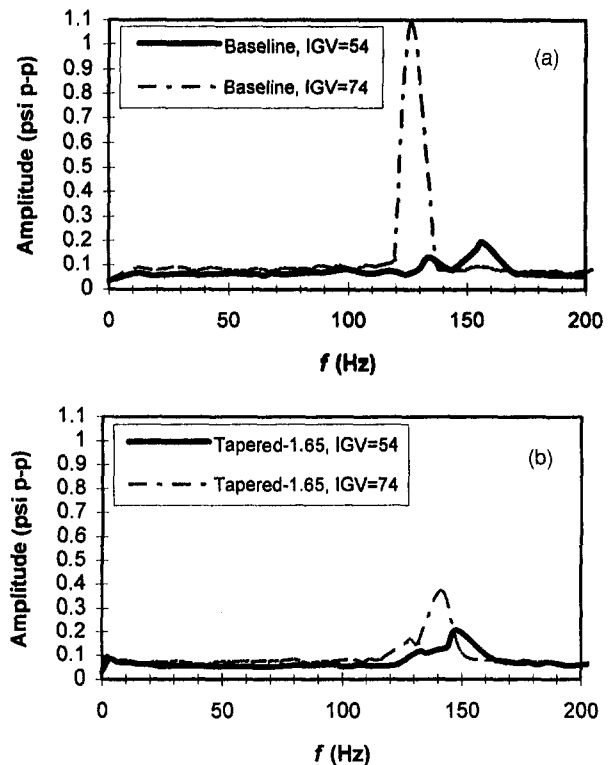 1.1
1
0.9
0.8
0.7
0.6
0.5
0.4
0.3
0.2
0.1
0
Amplitude (psi p-p)
Baseline, IGV=54
Baseline, IGV=74
(a)
0 50 100 150 200
f (Hz)
1.1
1
0.9
0.8
0.7
0.6
0.5
0.4
0.3
0.2
0.1
0
Amplitude (psi p-p)
Tapered-1.65, IGV=54
Tapered-1.65, IGV=74
(b)
0 50 100 150 200
f (Hz)